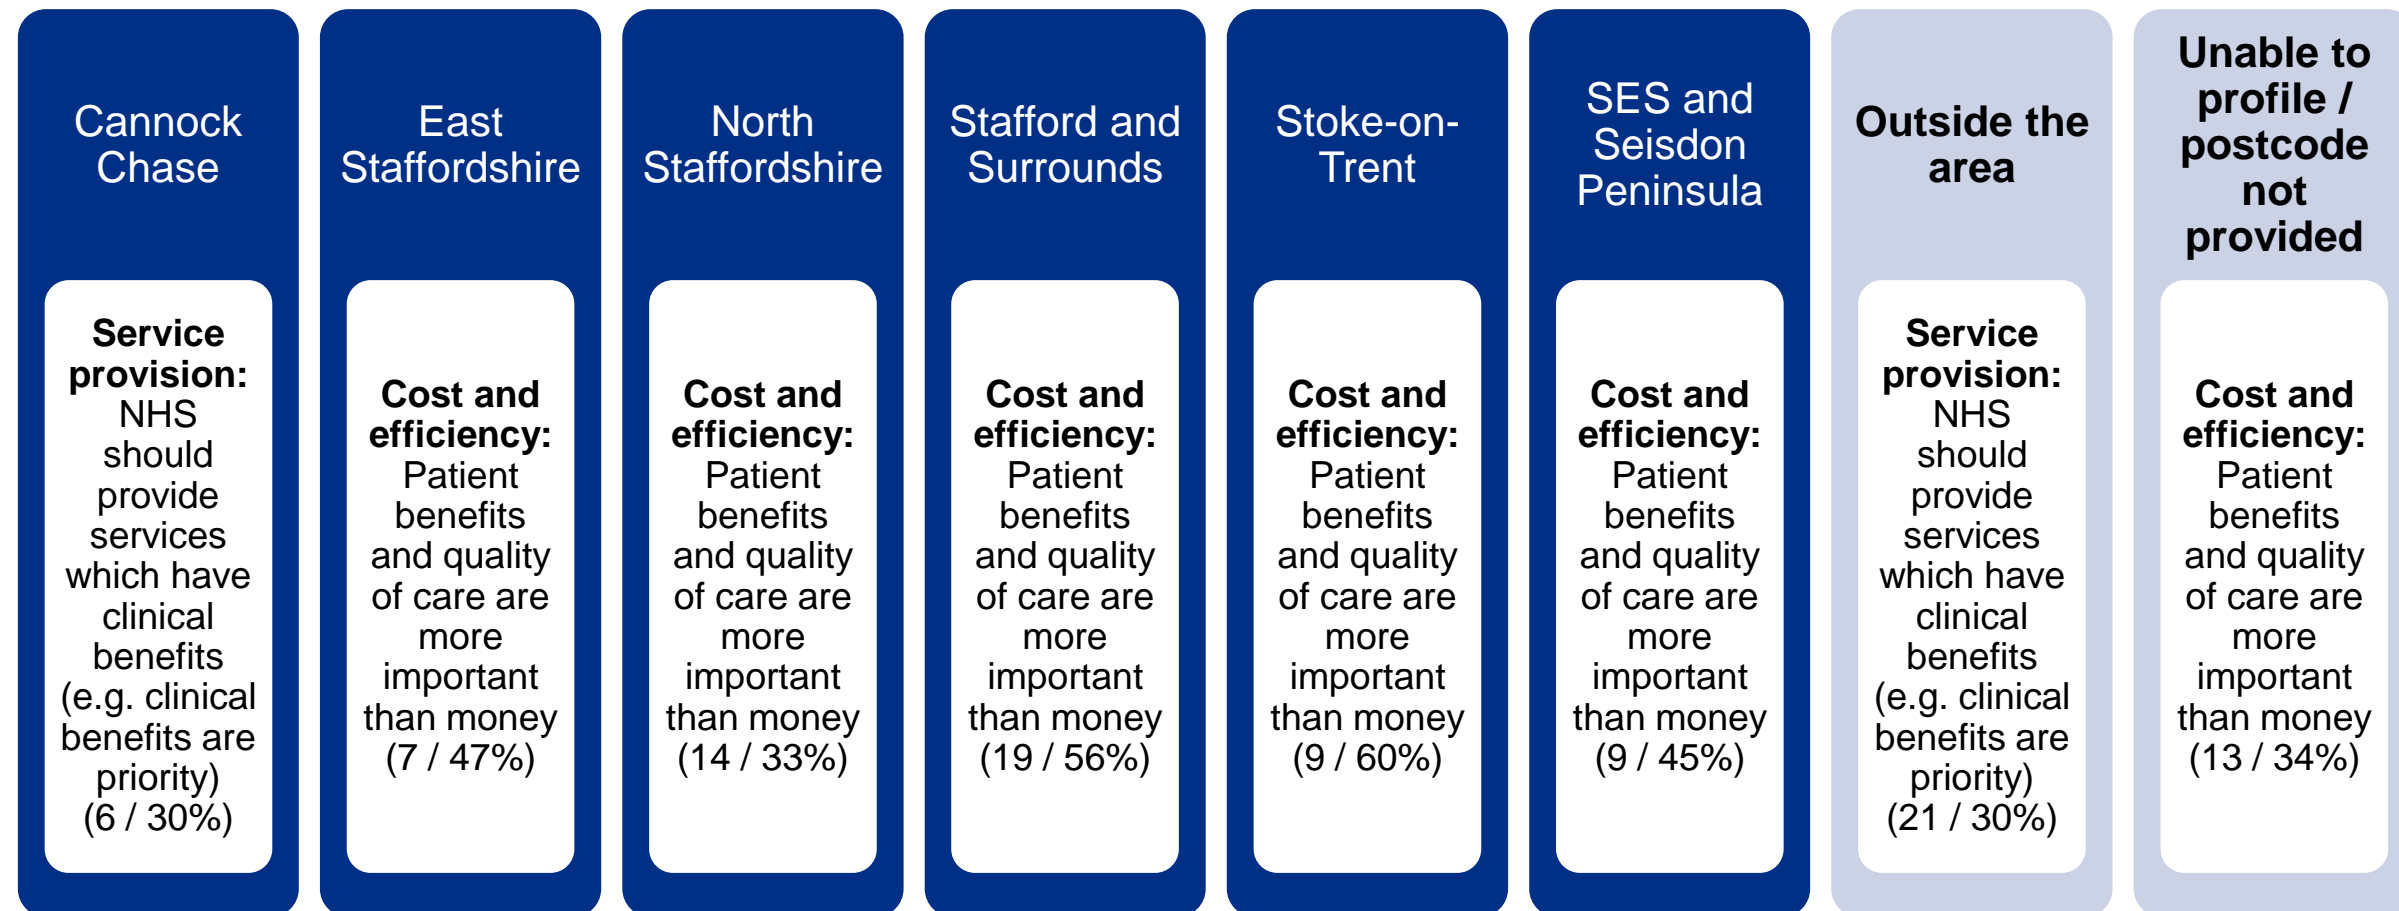 Cannock
Chase
Service
provision:
NHS
should
provide
services
which have
clinical
benefits
(e.g. clinical
benefits are
priority)
(6 / 30%)
East
Staffordshire
Cost and
efficiency:
Patient
benefits
and quality
of care are
more
important
than money
(7 / 47%)
North
Staffordshire
Cost and
efficiency:
Patient
benefits
and quality
of care are
more
important
than money
(14 / 33%)
Stafford and
Surrounds
Cost and
efficiency:
Patient
benefits
and quality
of care are
more
important
than money
(19 / 56%)
Stoke-on-
Trent
Cost and
efficiency:
Patient
benefits
and quality
of care are
more
important
than money
(9 / 60%)
SES and
Seisdon
Peninsula
Cost and
efficiency:
Patient
benefits
and quality
of care are
more
important
than money
(9 / 45%)
Outside the
area
Service
provision:
NHS
should
provide
services
which have
clinical
benefits
(e.g. clinical
benefits are
priority)
(21 / 30%)
Unable to
profile /
postcode
not
provided
Cost and
efficiency:
Patient
benefits
and quality
of care are
more
important
than money
(13 / 34%)